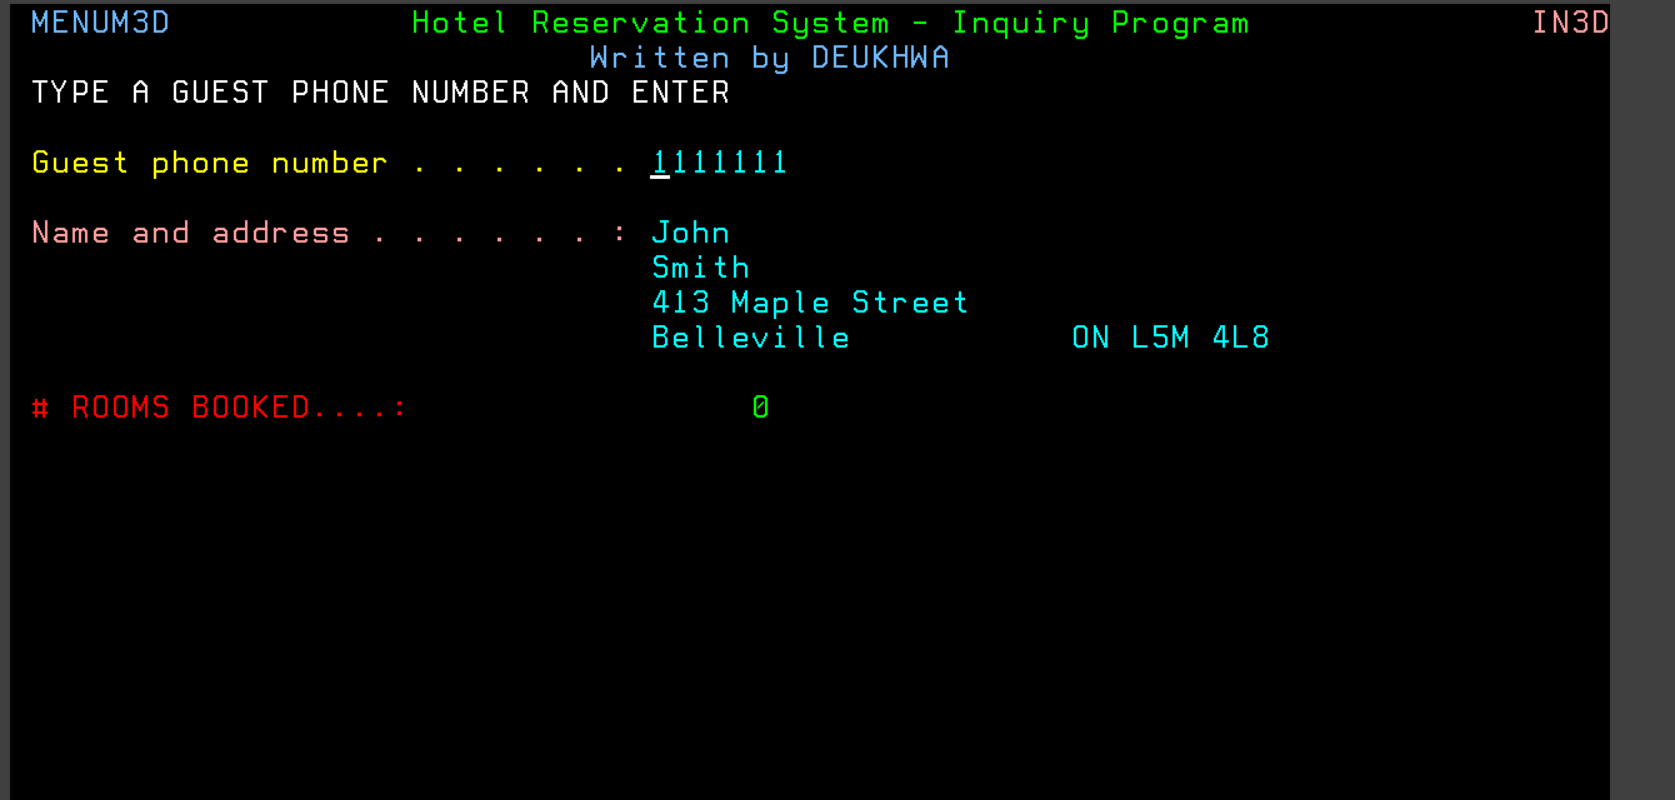 MENUM3D Hotel Reservation System - Inquiry Program IN3D
Written by DEUKHWA
TYPE A GUEST PHONE NUMBER AND ENTER
Guest phone number . . . . . . 1111111
Name and address . . . . . . : John
Smith
413 Maple Street
Belleville ON L5M 4L8
# ROOMS BOOKED....: 0